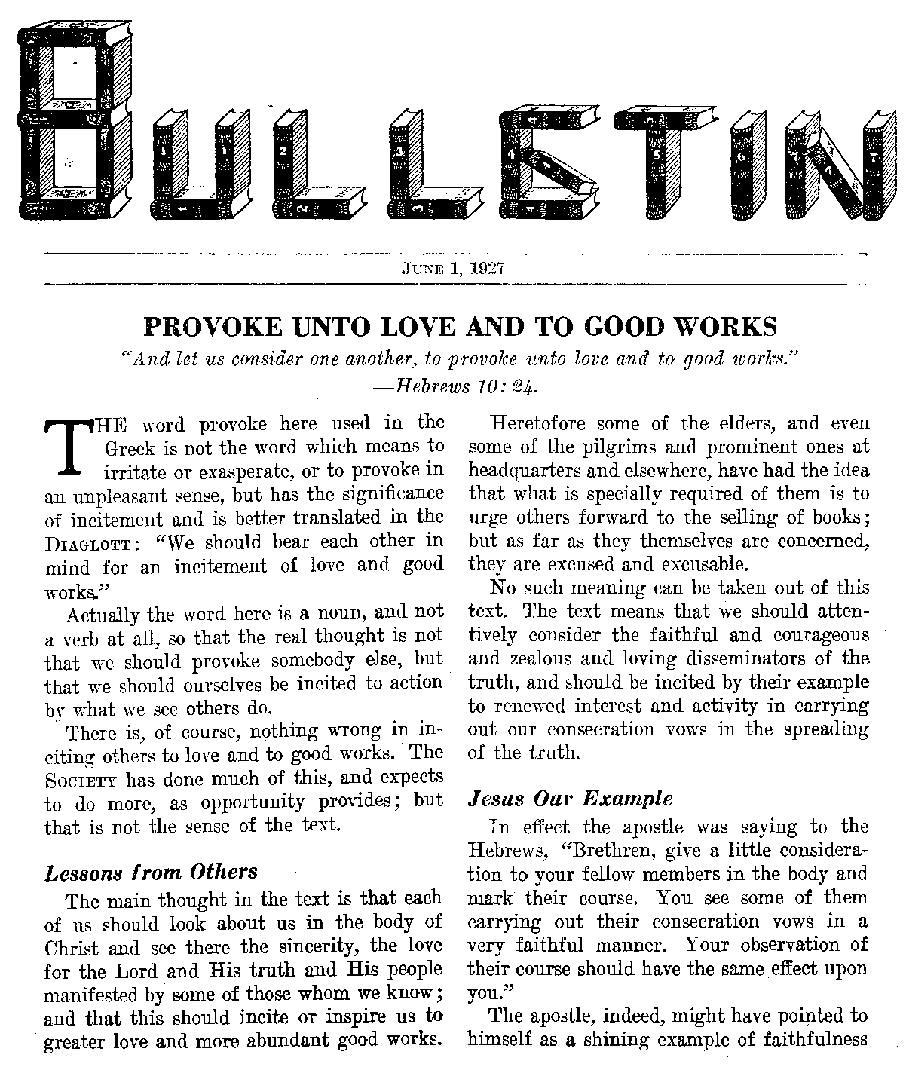 BULLETIN
JUNE 1, 1927
PROVOKE UNTO LOVE AND TO GOOD WORKS
"And let us consider one another, to provoke unto love and to good works."
—Hebrews 10: 24.
THE word provoke here used in the
Greek is not the word which means to
irritate or exasperate, or to provoke in
an unpleasant sense, but has the significance
of incitement and is better translated in the
DIAGLOTT: "We should bear each other in
mind for an incitement of love and good
works."
Actually the word here is a noun, and not
a verb at all, so that the real thought is not
that we should provoke somebody else, but
that we should ourselves be incited to action
by what we see others do.
There is, of course, nothing wrong in in-
citing others to love and to good works. The
SOCIETY has done much of this, and expects
to do more, as opportunity provides; but
that is not the sense of the text.
Lessons from Others
The main thought in the text is that each
of us should look about us in the body of
Christ and see there the sincerity, the love
for the Lord and His truth and His people
manifested by some of those whom we know;
and that this should incite or inspire us to
greater love and more abundant good works.
Heretofore some of the elders, and even
some of the pilgrims and prominent ones at
headquarters and elsewhere, have had the idea
that what is specially required of them is to
urge others forward to the selling of books;
but as far as they themselves are concerned,
they are excused and excusable.
No such meaning can be taken out of this
text. The text means that we should atten-
tively consider the faithful and courageous
and zealous and loving disseminators of the
truth, and should be incited by their example
to renewed interest and activity in carrying
out our consecration vows in the spreading
of the truth.
Jesus Our Example
In effect the apostle was saying to the
Hebrews, "Brethren, give a little considera-
tion to your fellow members in the body and
mark their course. You see some of them
carrying out their consecration vows in a
very faithful manner. Your observation of
their course should have the same effect upon
you."
The apostle, indeed, might have pointed to
himself as a shining example of faithfulness